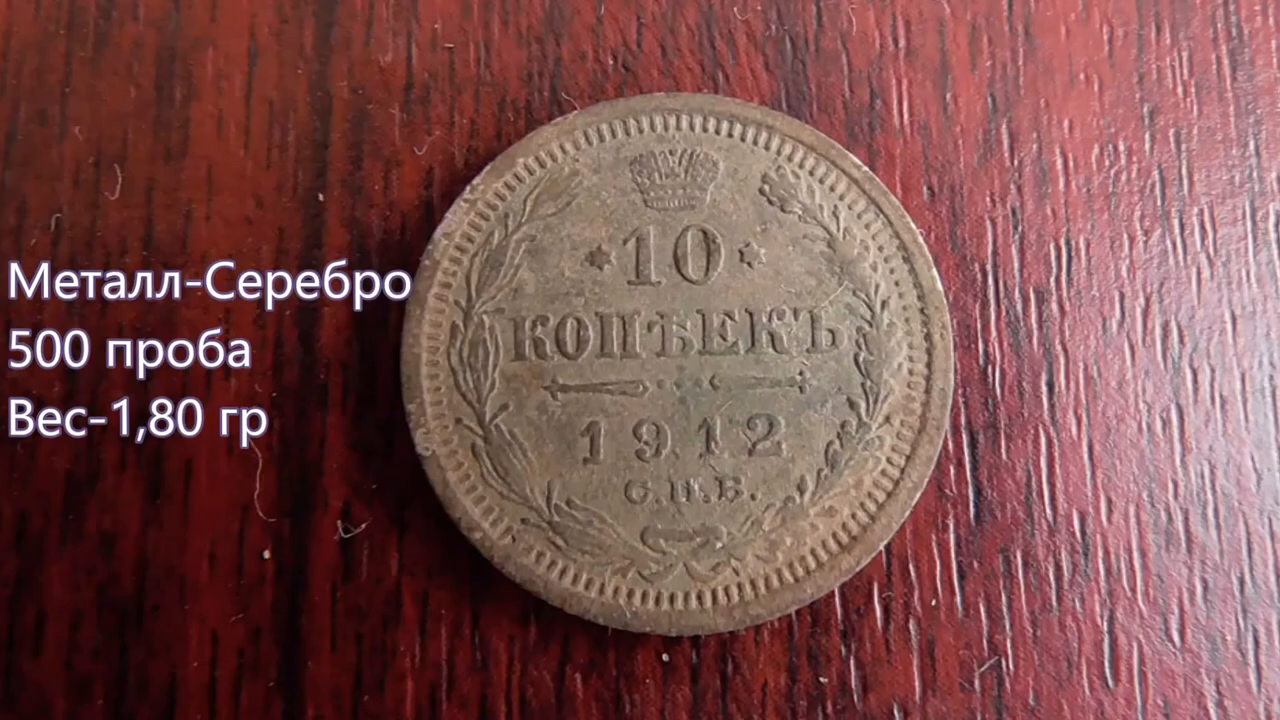 Металл-Серебро
500 проба
Вес-1,80 гр
10
КОПѢЕКЪ
1912
С.П.Б.